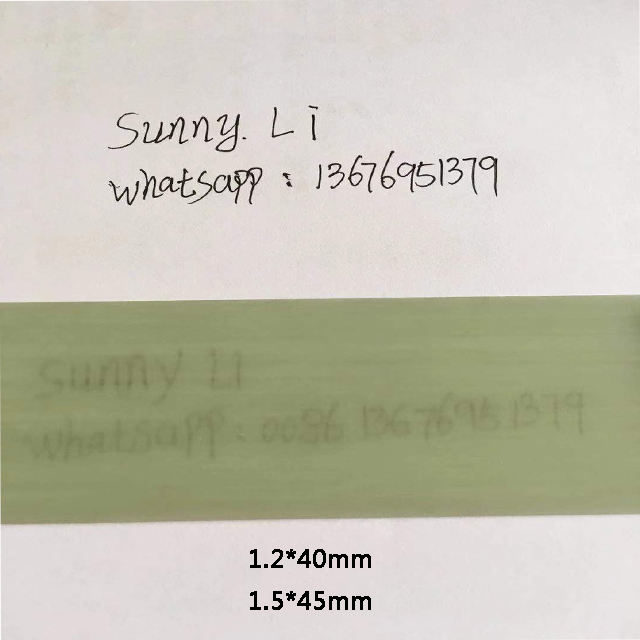 Sunny. Li
whatsapp : 13676951379
Sunny Li
whatsapp : 0086 13676951379
1.2*40mm
1.5*45mm